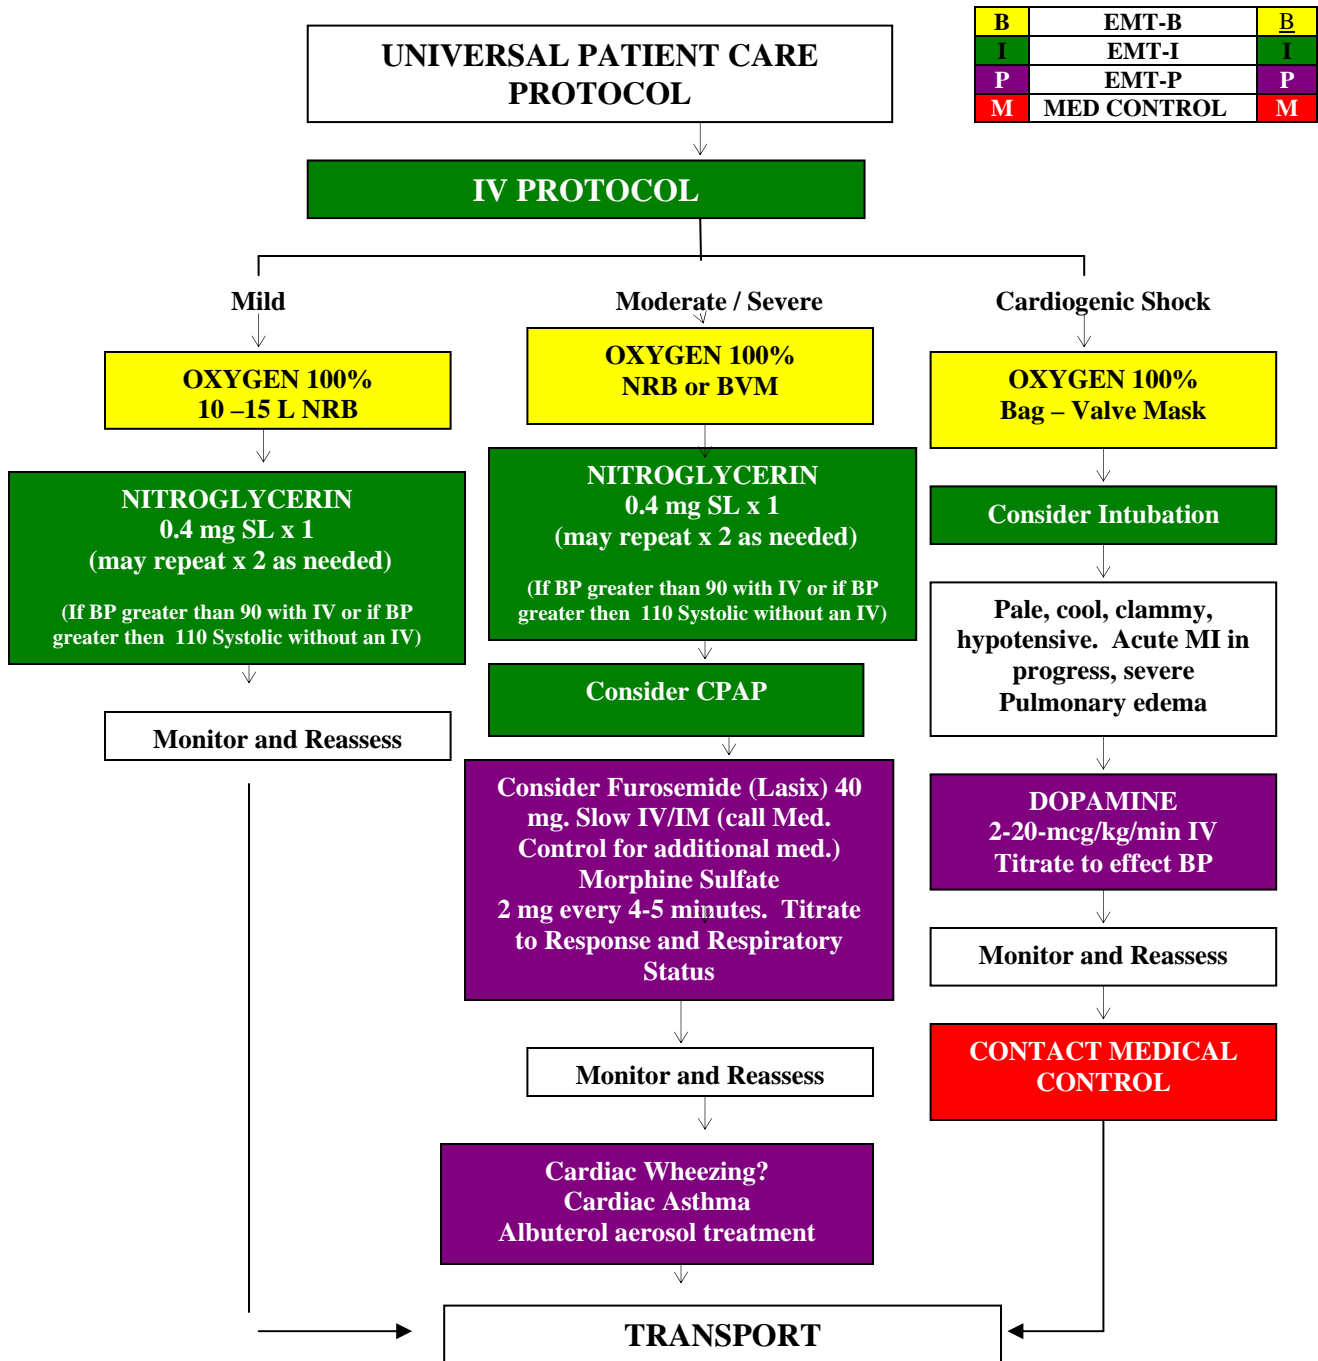 UNIVERSAL PATIENT CARE
PROTOCOL
B EMT-B B
I EMT-I I
P EMT-P P
M MED CONTROL M
IV PROTOCOL
Mild
Moderate / Severe
Cardiogenic Shock
OXYGEN 100%
10 –15 L NRB
NITROGLYCERIN
0.4 mg SL x 1
(may repeat x 2 as needed)
(If BP greater than 90 with IV or if BP
greater then 110 Systolic without an IV)
Monitor and Reassess
OXYGEN 100%
NRB or BVM
NITROGLYCERIN
0.4 mg SL x 1
(may repeat x 2 as needed)
(If BP greater than 90 with IV or if BP
greater then 110 Systolic without an IV)
Consider CPAP
Consider Furosemide (Lasix) 40
mg. Slow IV/IM (call Med.
Control for additional med.)
Morphine Sulfate
2 mg every 4-5 minutes. Titrate
to Response and Respiratory
Status
Monitor and Reassess
Cardiac Wheezing?
Cardiac Asthma
Albuterol aerosol treatment
OXYGEN 100%
Bag – Valve Mask
Consider Intubation
Pale, cool, clammy,
hypotensive. Acute MI in
progress, severe
Pulmonary edema
DOPAMINE
2-20-mcg/kg/min IV
Titrate to effect BP
Monitor and Reassess
CONTACT MEDICAL
CONTROL
TRANSPORT